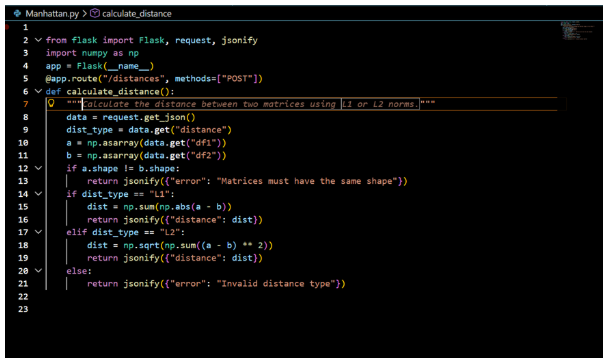 Manhattan.py > calculate_distance
1
2 from flask import Flask, request, jsonify
3 import numpy as np
4 app = Flask(__name__)
5 @app.route("/distances", methods=["POST"])
6 def calculate_distance():
7 """Calculate the distance between two matrices using L1 or L2 norms."""
8 data = request.get_json()
9 dist_type = data.get("distance")
10 a = np.asarray(data.get("df1"))
11 b = np.asarray(data.get("df2"))
12 if a.shape != b.shape:
13 return jsonify({"error": "Matrices must have the same shape"})
14 if dist_type == "L1":
15 dist = np.sum(np.abs(a - b))
16 return jsonify({"distance": dist})
17 elif dist_type == "L2":
18 dist = np.sqrt(np.sum((a - b) ** 2))
19 return jsonify({"distance": dist})
20 else:
21 return jsonify({"error": "Invalid distance type"})
22
23